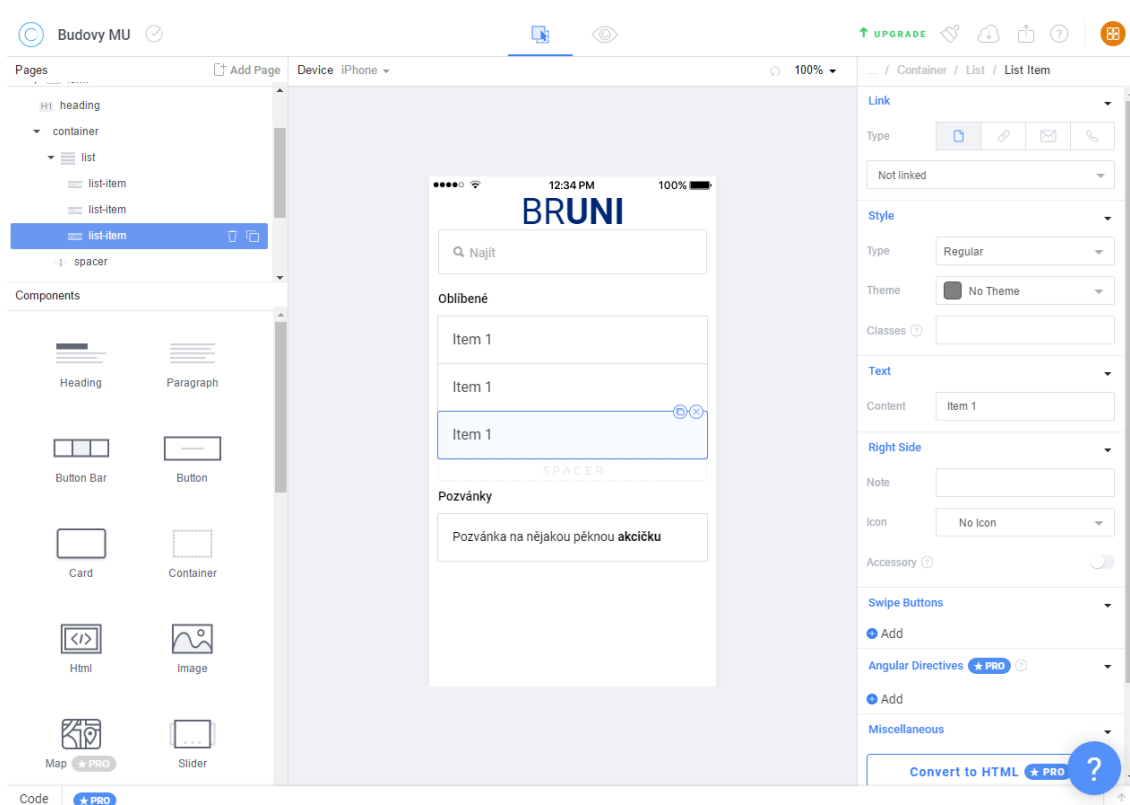 Budovy MU
UPGRADE
Pages
Add Page
Device iPhone
100%
... / Container / List / List Item
H1 heading
container
list
list-item
list-item
list-item
spacer
Components
Heading
Paragraph
Button Bar
Button
Card
Container
Html
Image
Map PRO
Slider
Code PRO
12:34 PM
100%
BRUNI
Najít
Oblíbené
Item 1
Item 1
Item 1
SPACER
Pozvánky
Pozvánka na nějakou pěknou akcičku
Link
Type
Not linked
Style
Type Regular
Theme No Theme
Classes ?
Text
Content Item 1
Right Side
Note
Icon No Icon
Accessory ?
Swipe Buttons
Add
Angular Directives PRO ?
Add
Miscellaneous
Convert to HTML PRO
?